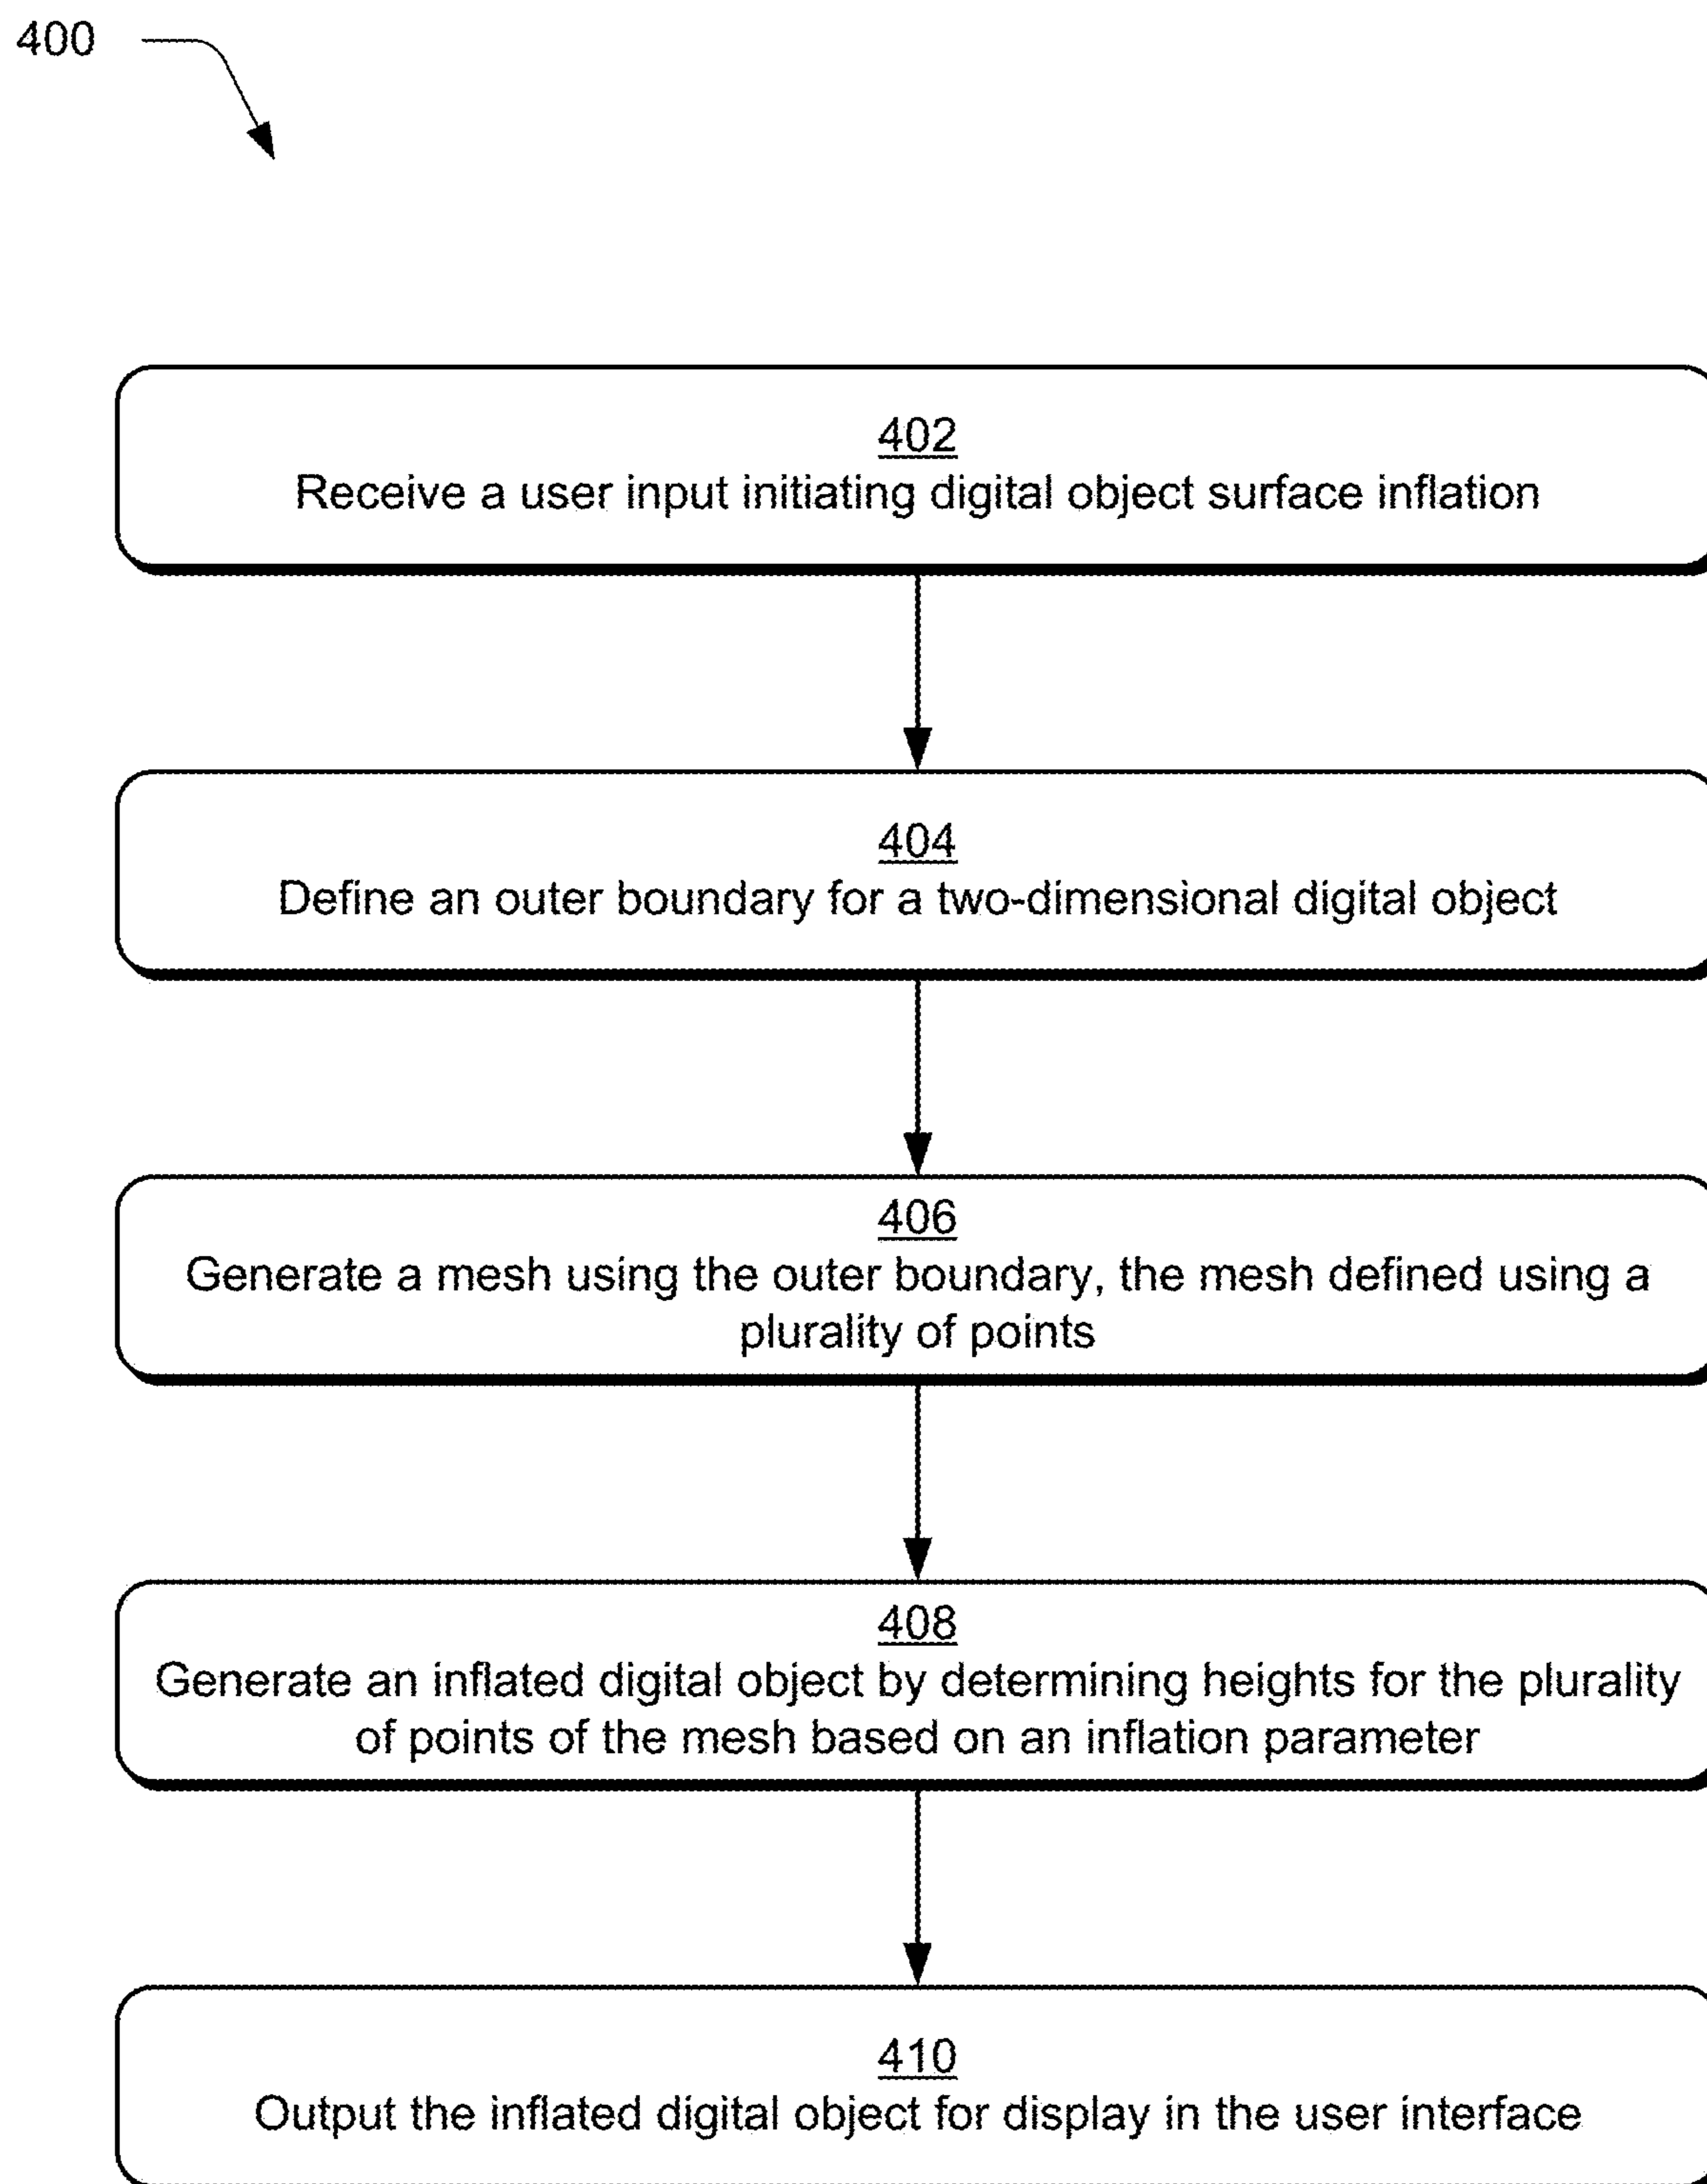 400
402
Receive a user input initiating digital object surface inflation
404
Define an outer boundary for a two-dimensional digital object
406
Generate a mesh using the outer boundary, the mesh defined using a
plurality of points
408
Generate an inflated digital object by determining heights for the plurality
of points of the mesh based on an inflation parameter
410
Output the inflated digital object for display in the user interface